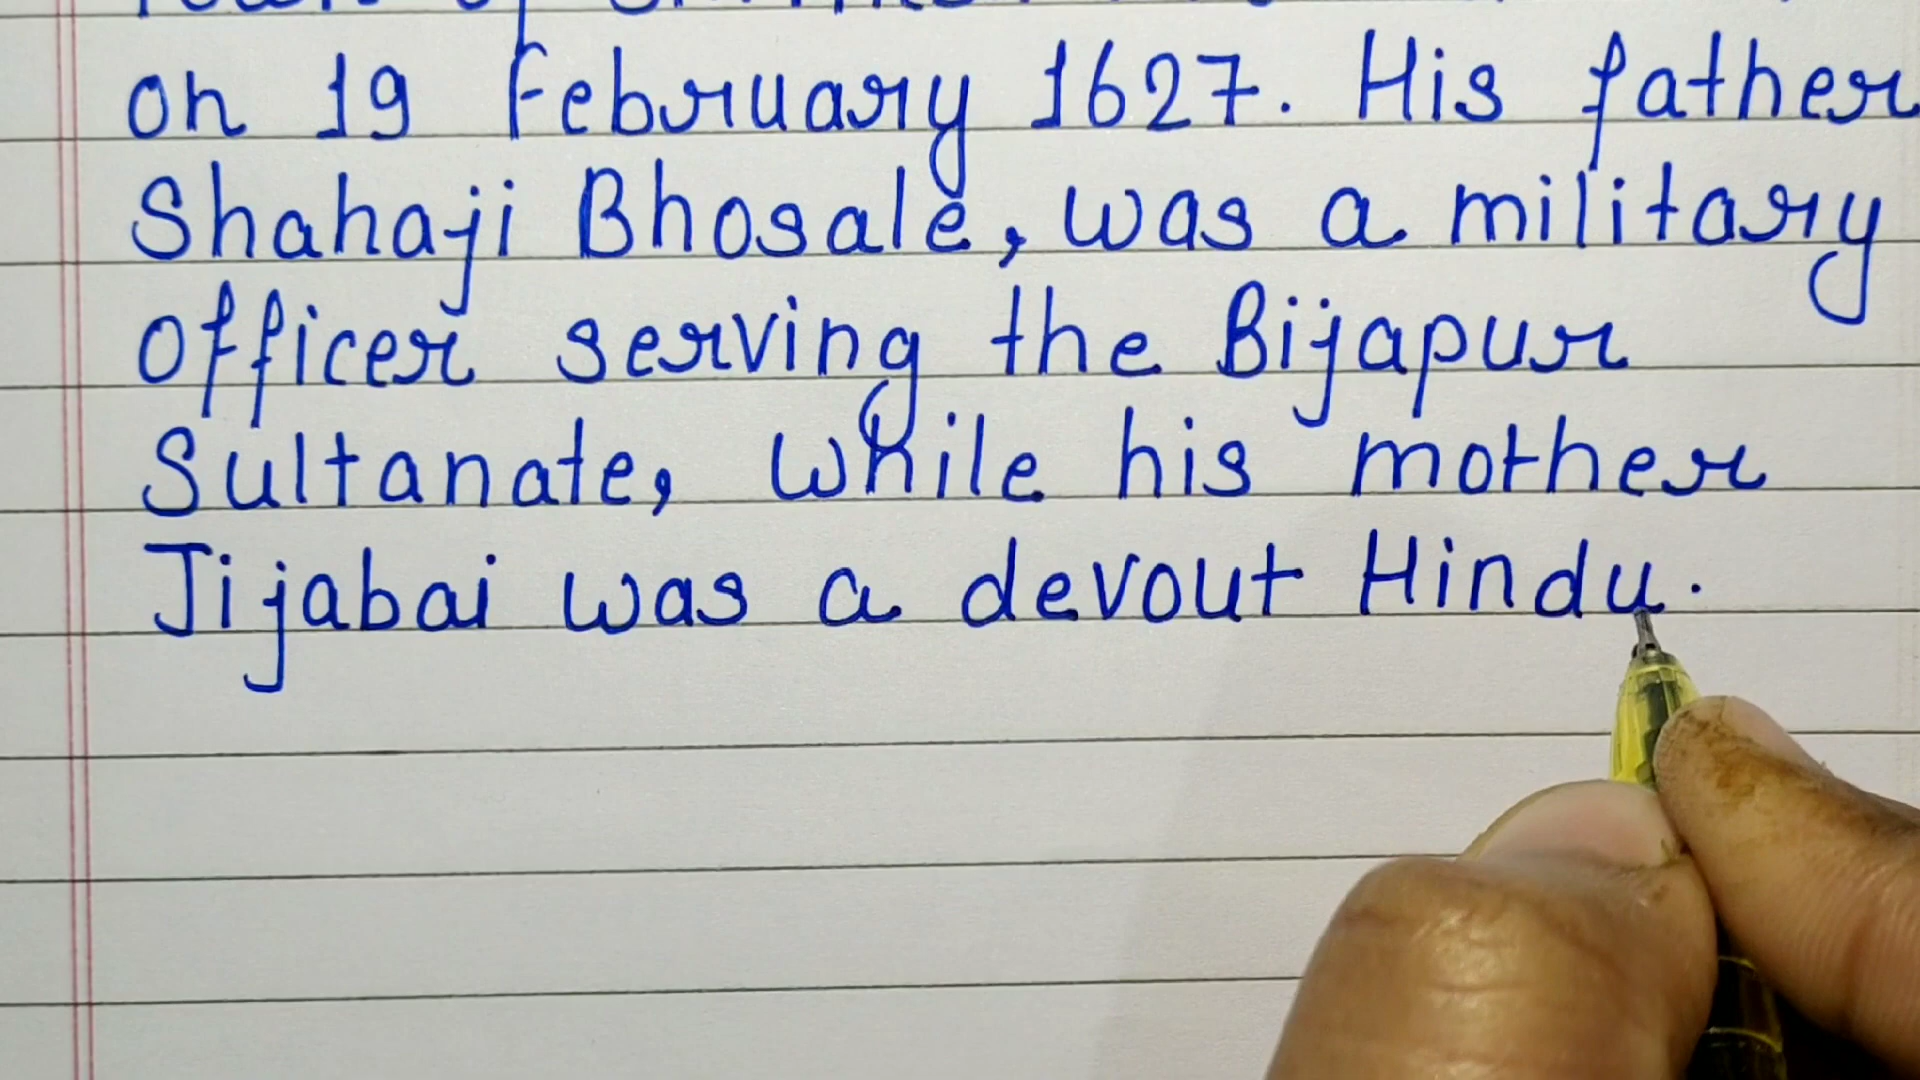 on 19 February 1627. His father
Shahaji Bhosale, was a military
officer serving the Bijapur
Sultanate, while his mother
Jijabai was a devout Hindu.